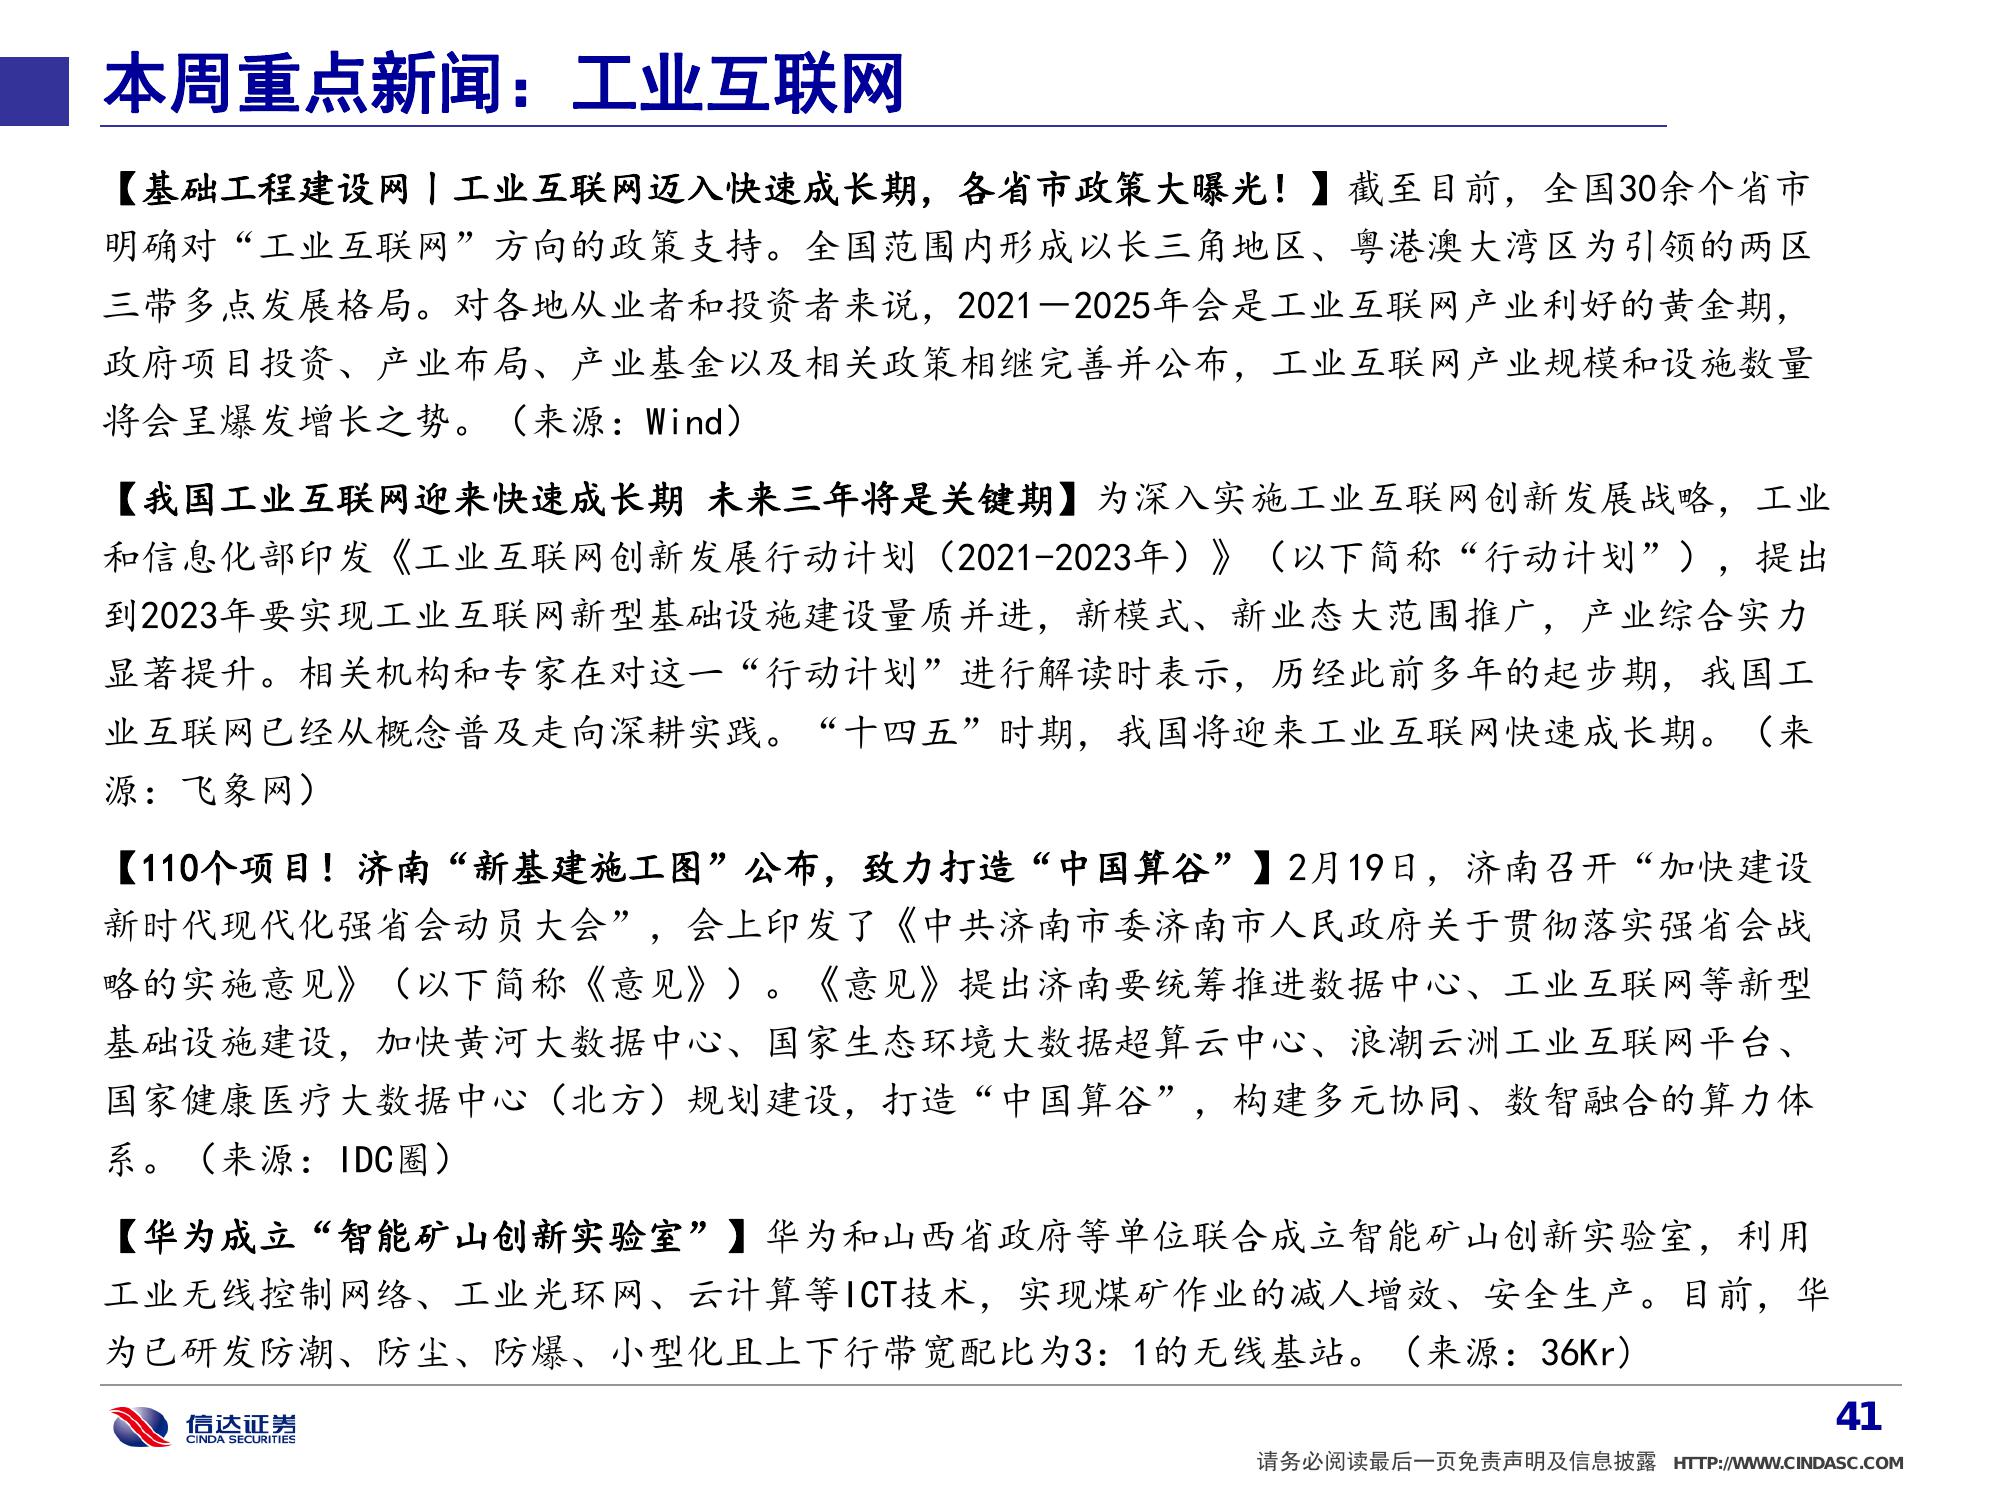 本周重点新闻：工业互联网
【基础工程建设网丨工业互联网迈入快速成长期，各省市政策大曝光！】截至目前，全国30余个省市
明确对“工业互联网”方向的政策支持。全国范围内形成以长三角地区、粤港澳大湾区为引领的两区
三带多点发展格局。对各地从业者和投资者来说，2021－2025年会是工业互联网产业利好的黄金期，
政府项目投资、产业布局、产业基金以及相关政策相继完善并公布，工业互联网产业规模和设施数量
将会呈爆发增长之势。（来源：Wind）
【我国工业互联网迎来快速成长期 未来三年将是关键期】为深入实施工业互联网创新发展战略，工业
和信息化部印发《工业互联网创新发展行动计划（2021-2023年）》（以下简称“行动计划”），提出
到2023年要实现工业互联网新型基础设施建设量质并进，新模式、新业态大范围推广，产业综合实力
显著提升。相关机构和专家在对这一“行动计划”进行解读时表示，历经此前多年的起步期，我国工
业互联网已经从概念普及走向深耕实践。“十四五”时期，我国将迎来工业互联网快速成长期。（来
源：飞象网）
【110个项目！济南“新基建施工图”公布，致力打造“中国算谷”】2月19日，济南召开“加快建设
新时代现代化强省会动员大会”，会上印发了《中共济南市委济南市人民政府关于贯彻落实强省会战
略的实施意见》（以下简称《意见》）。《意见》提出济南要统筹推进数据中心、工业互联网等新型
基础设施建设，加快黄河大数据中心、国家生态环境大数据超算云中心、浪潮云洲工业互联网平台、
国家健康医疗大数据中心（北方）规划建设，打造“中国算谷”，构建多元协同、数智融合的算力体
系。（来源：IDC圈）
【华为成立“智能矿山创新实验室”】华为和山西省政府等单位联合成立智能矿山创新实验室，利用
工业无线控制网络、工业光环网、云计算等ICT技术，实现煤矿作业的减人增效、安全生产。目前，华
为已研发防潮、防尘、防爆、小型化且上下行带宽配比为3：1的无线基站。（来源：36Kr）
信达证券
CINDA SECURITIES
41
请务必阅读最后一页免责声明及信息披露 HTTP://WWW.CINDASC.COM